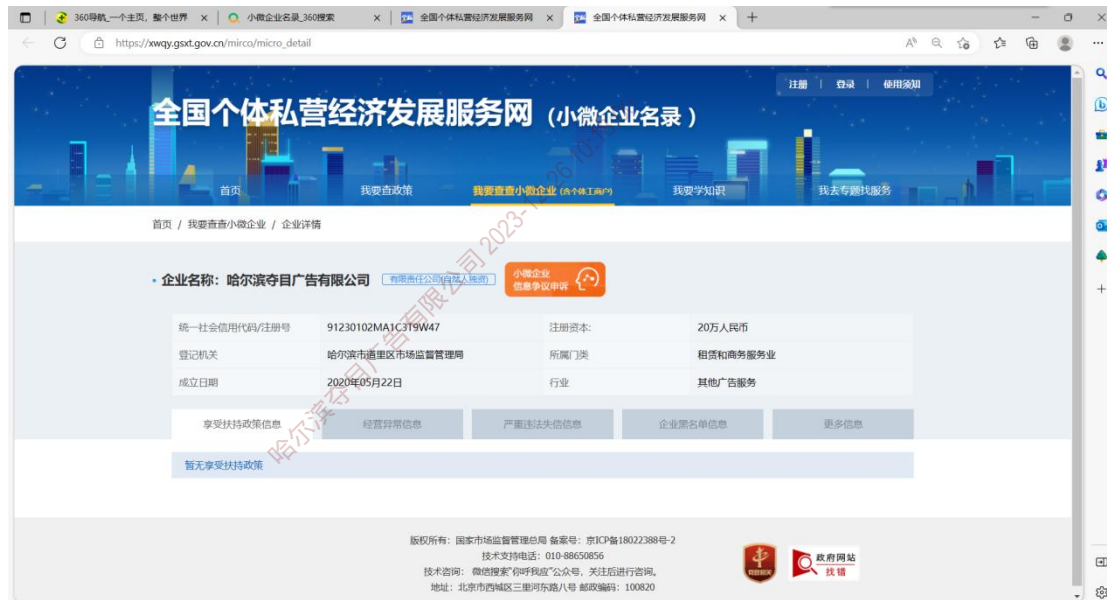 360导航_一个主页，整个世界
小微企业名录_360搜索
全国个体私营经济发展服务网
全国个体私营经济发展服务网
https://xwqy.gsxt.gov.cn/mirco/micro_detail
注册 | 登录 | 使用须知
全国个体私营经济发展服务网（小微企业名录）
首页 我要查政策 我要查查小微企业 (含个体工商户) 我要学知识 我去专题找服务
首页 / 我要查查小微企业 / 企业详情
企业名称：哈尔滨夺目广告有限公司 有限责任公司(自然人独资) 小微企业
信息争议申诉
统一社会信用代码/注册号 91230102MA1C3T9W47 注册资本: 20万人民币
登记机关 哈尔滨市道里区市场监督管理局 所属门类 租赁和商务服务业
成立日期 2020年05月22日 行业 其他广告服务
享受扶持政策信息 经营异常信息 严重违法失信信息 企业黑名单信息 更多信息
暂无享受扶持政策
哈尔滨夺目广告有限公司 2023-12-26
版权所有：国家市场监督管理总局 备案号：京ICP备18022388号-2
技术支持电话：010-88650856
技术咨询： 微信搜索“你呼我应”公众号，关注后进行咨询。
地址：北京市西城区三里河东路八号 邮政编码：100820
党政机关
政府网站
找错